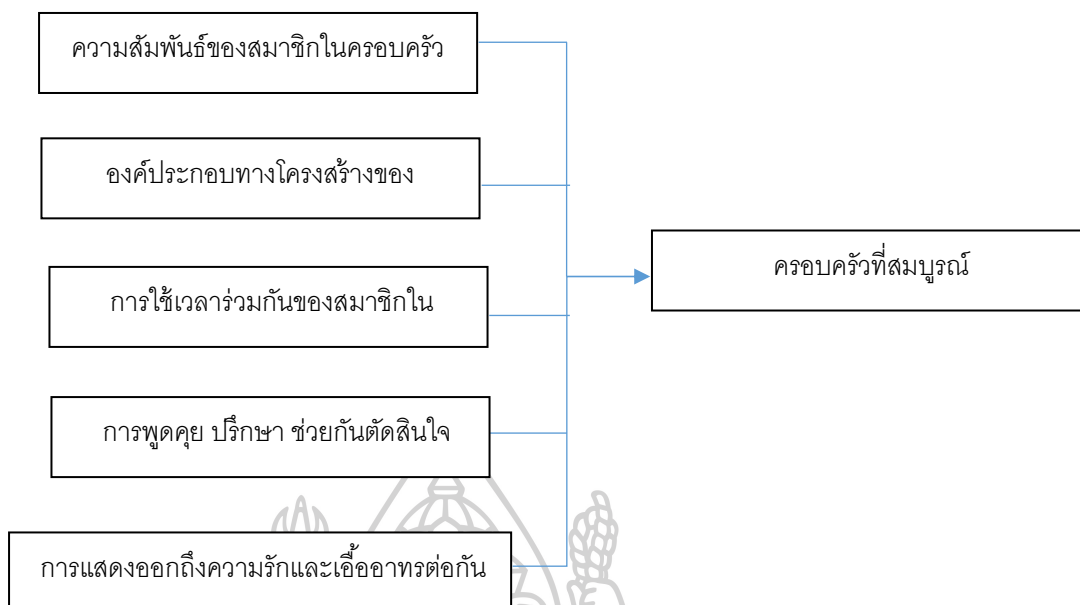 ความสัมพันธ์ของสมาชิกในครอบครัว
องค์ประกอบทางโครงสร้างของ
การใช้เวลาร่วมกันของสมาชิกใน
ครอบครัวที่สมบูรณ์
การพูดคุย ปรึกษา ช่วยกันตัดสินใจ
การแสดงออกถึงความรักและเอื้ออาทรต่อกัน